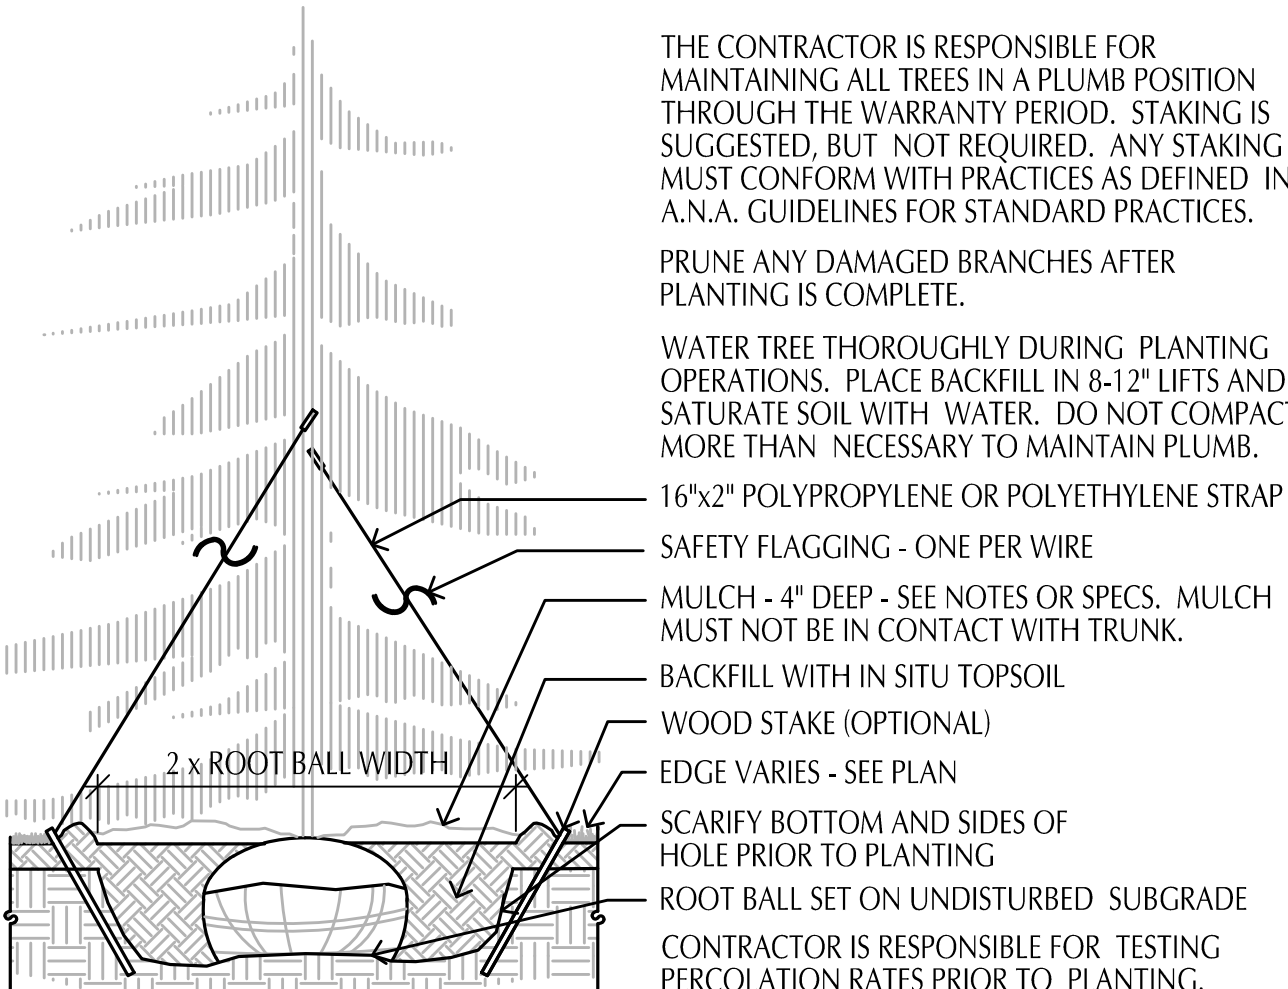 THE CONTRACTOR IS RESPONSIBLE FOR
MAINTAINING ALL TREES IN A PLUMB POSITION
THROUGH THE WARRANTY PERIOD. STAKING IS
SUGGESTED, BUT NOT REQUIRED. ANY STAKING
MUST CONFORM WITH PRACTICES AS DEFINED IN
A.N.A. GUIDELINES FOR STANDARD PRACTICES.
PRUNE ANY DAMAGED BRANCHES AFTER
PLANTING IS COMPLETE.
WATER TREE THOROUGHLY DURING PLANTING
OPERATIONS. PLACE BACKFILL IN 8-12" LIFTS AND
SATURATE SOIL WITH WATER. DO NOT COMPACT
MORE THAN NECESSARY TO MAINTAIN PLUMB.
16"x2" POLYPROPYLENE OR POLYETHYLENE STRAP
SAFETY FLAGGING - ONE PER WIRE
MULCH - 4" DEEP - SEE NOTES OR SPECS. MULCH
MUST NOT BE IN CONTACT WITH TRUNK.
BACKFILL WITH IN SITU TOPSOIL
WOOD STAKE (OPTIONAL)
2 x ROOT BALL WIDTH
EDGE VARIES - SEE PLAN
SCARIFY BOTTOM AND SIDES OF
HOLE PRIOR TO PLANTING
ROOT BALL SET ON UNDISTURBED SUBGRADE
CONTRACTOR IS RESPONSIBLE FOR TESTING
PERCOLATION RATES PRIOR TO PLANTING.